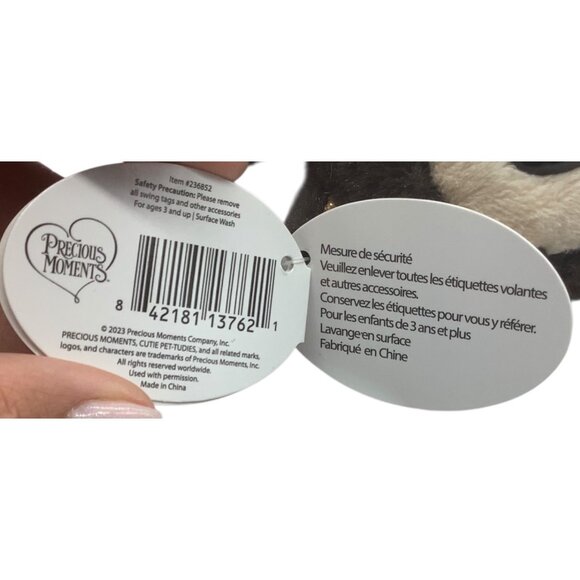 Item #236852
Safety Precaution: Please remove
all swing tags and other accessories
For ages 3 and up | Surface Wash
PRECIOUS
MOMENTS™
8 42181 13762 1
© 2023 Precious Moments Company, Inc.
PRECIOUS MOMENTS, CUTIE PET-TUDIES, and all related marks,
logos, and characters are trademarks of Precious Moments, Inc.
All rights reserved worldwide.
Used with permission.
Made in China
Mesure de sécurité
Veuillez enlever toutes les étiquettes volantes
et autres accessoires.
Conservez les étiquettes pour vous y référer.
Pour les enfants de 3 ans et plus
Lavange en surface
Fabriqué en Chine